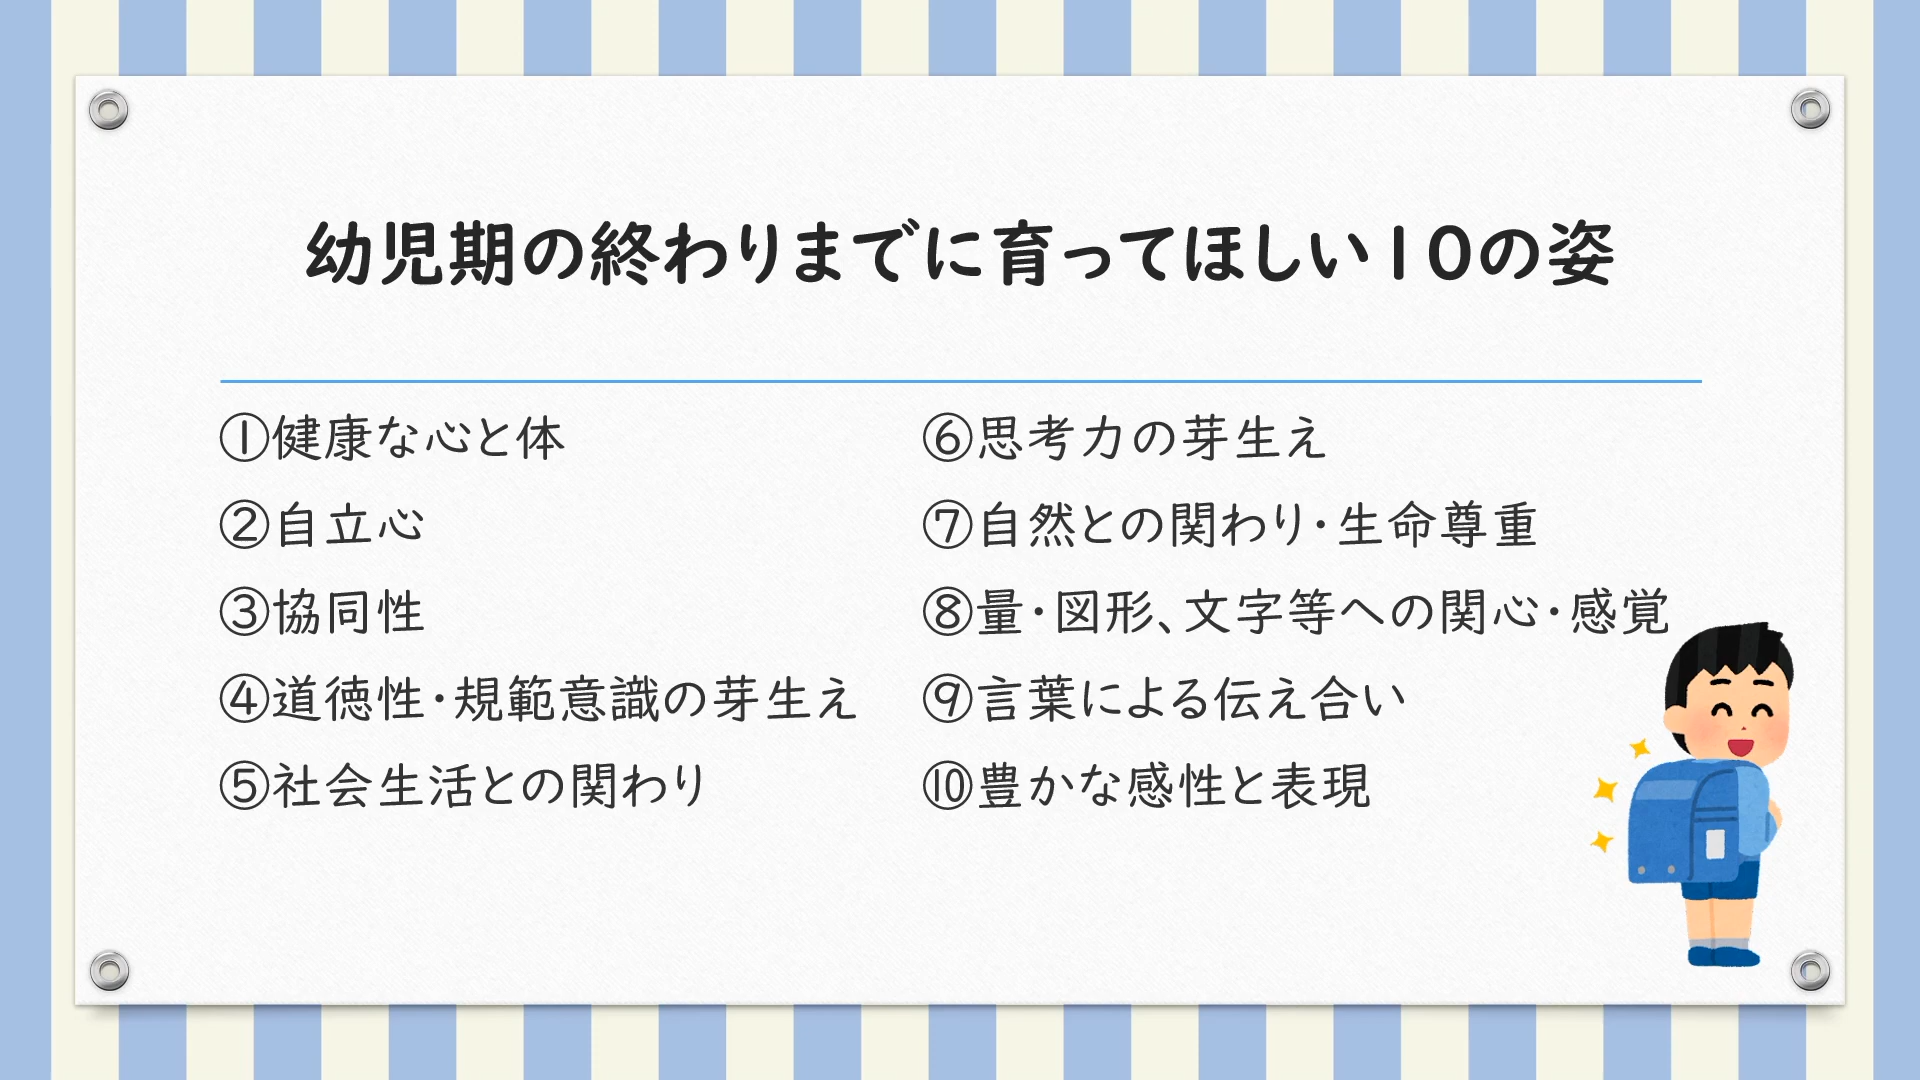 幼児期の終わりまでに育ってほしい10の姿
①健康な心と体
②自立心
③協同性
④道徳性・規範意識の芽生え
⑤社会生活との関わり
⑥思考力の芽生え
⑦自然との関わり・生命尊重
⑧量・図形、文字等への関心・感覚
⑨言葉による伝え合い
⑩豊かな感性と表現